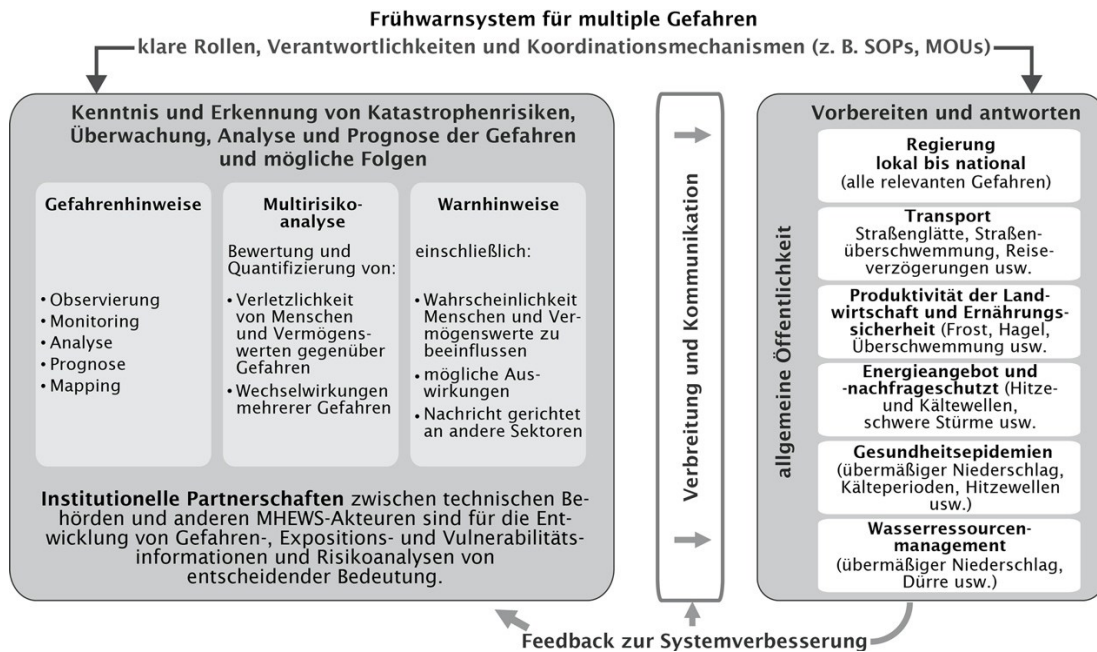 Frühwarnsystem für multiple Gefahren
klare Rollen, Verantwortlichkeiten und Koordinationsmechanismen (z. B. SOPs, MOUs)
Kenntnis und Erkennung von Katastrophenrisiken,
Überwachung, Analyse und Prognose der Gefahren
und mögliche Folgen
Gefahrenhinweise
• Observierung
• Monitoring
• Analyse
• Prognose
• Mapping
Multirisiko-
analyse
Bewertung und
Quantifizierung von:
• Verletzlichkeit
von Menschen
und Vermögens-
werten gegenüber
Gefahren
• Wechselwirkungen
mehrerer Gefahren
Warnhinweise
einschließlich:
• Wahrscheinlichkeit
Menschen und Ver-
mögenswerte zu
beeinflussen
• mögliche Aus-
wirkungen
• Nachricht gerichtet
an andere Sektoren
Institutionelle Partnerschaften zwischen technischen Be-
hörden und anderen MHEWS-Akteuren sind für die Ent-
wicklung von Gefahren-, Expositions- und Vulnerabilitäts-
informationen und Risikoanalysen von
entscheidender Bedeutung.
Verbreitung und Kommunikation
Vorbereiten und antworten
allgemeine Öffentlichkeit
Regierung
lokal bis national
(alle relevanten Gefahren)
Transport
Straßenglätte, Straßen-
überschwemmung, Reise-
verzögerungen usw.
Produktivität der Land-
wirtschaft und Ernährungs-
sicherheit (Frost, Hagel,
Überschwemmung usw.
Energieangebot und
-nachfrageschutzt (Hitze-
und Kältewellen,
schwere Stürme usw.
Gesundheitsepidemien
(übermäßiger Niederschlag,
Kälteperioden, Hitzewellen
usw.)
Wasserressourcen-
management
(übermäßiger Niederschlag,
Dürre usw.)
Feedback zur Systemverbesserung